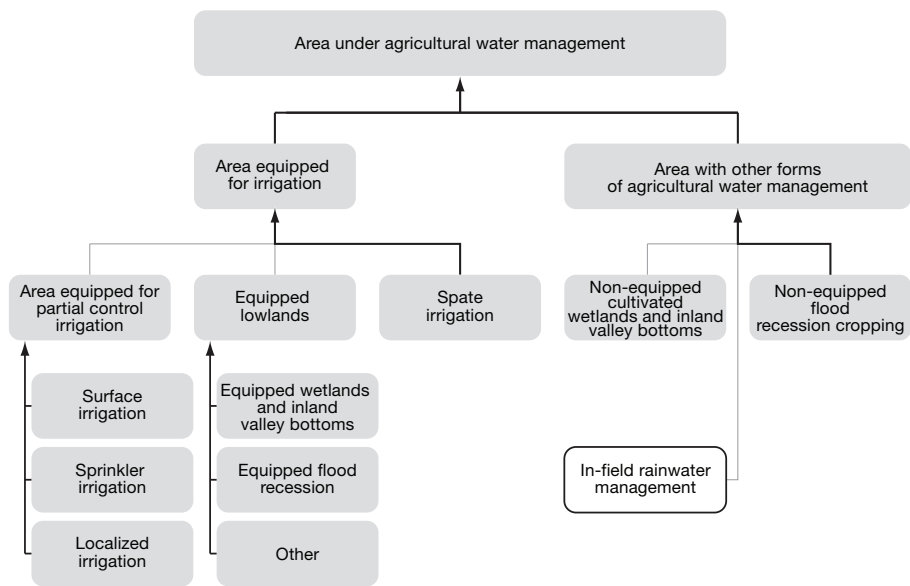 Area under agricultural water management
Area equipped
for irrigation
Area with other forms
of agricultural water management
Area equipped for
partial control
irrigation
Equipped
lowlands
Spate
irrigation
Non-equipped
cultivated
wetlands and inland
valley bottoms
Non-equipped
flood
recession cropping
Surface
irrigation
Equipped wetlands
and inland
valley bottoms
Sprinkler
irrigation
Equipped flood
recession
In-field rainwater
management
Localized
irrigation
Other